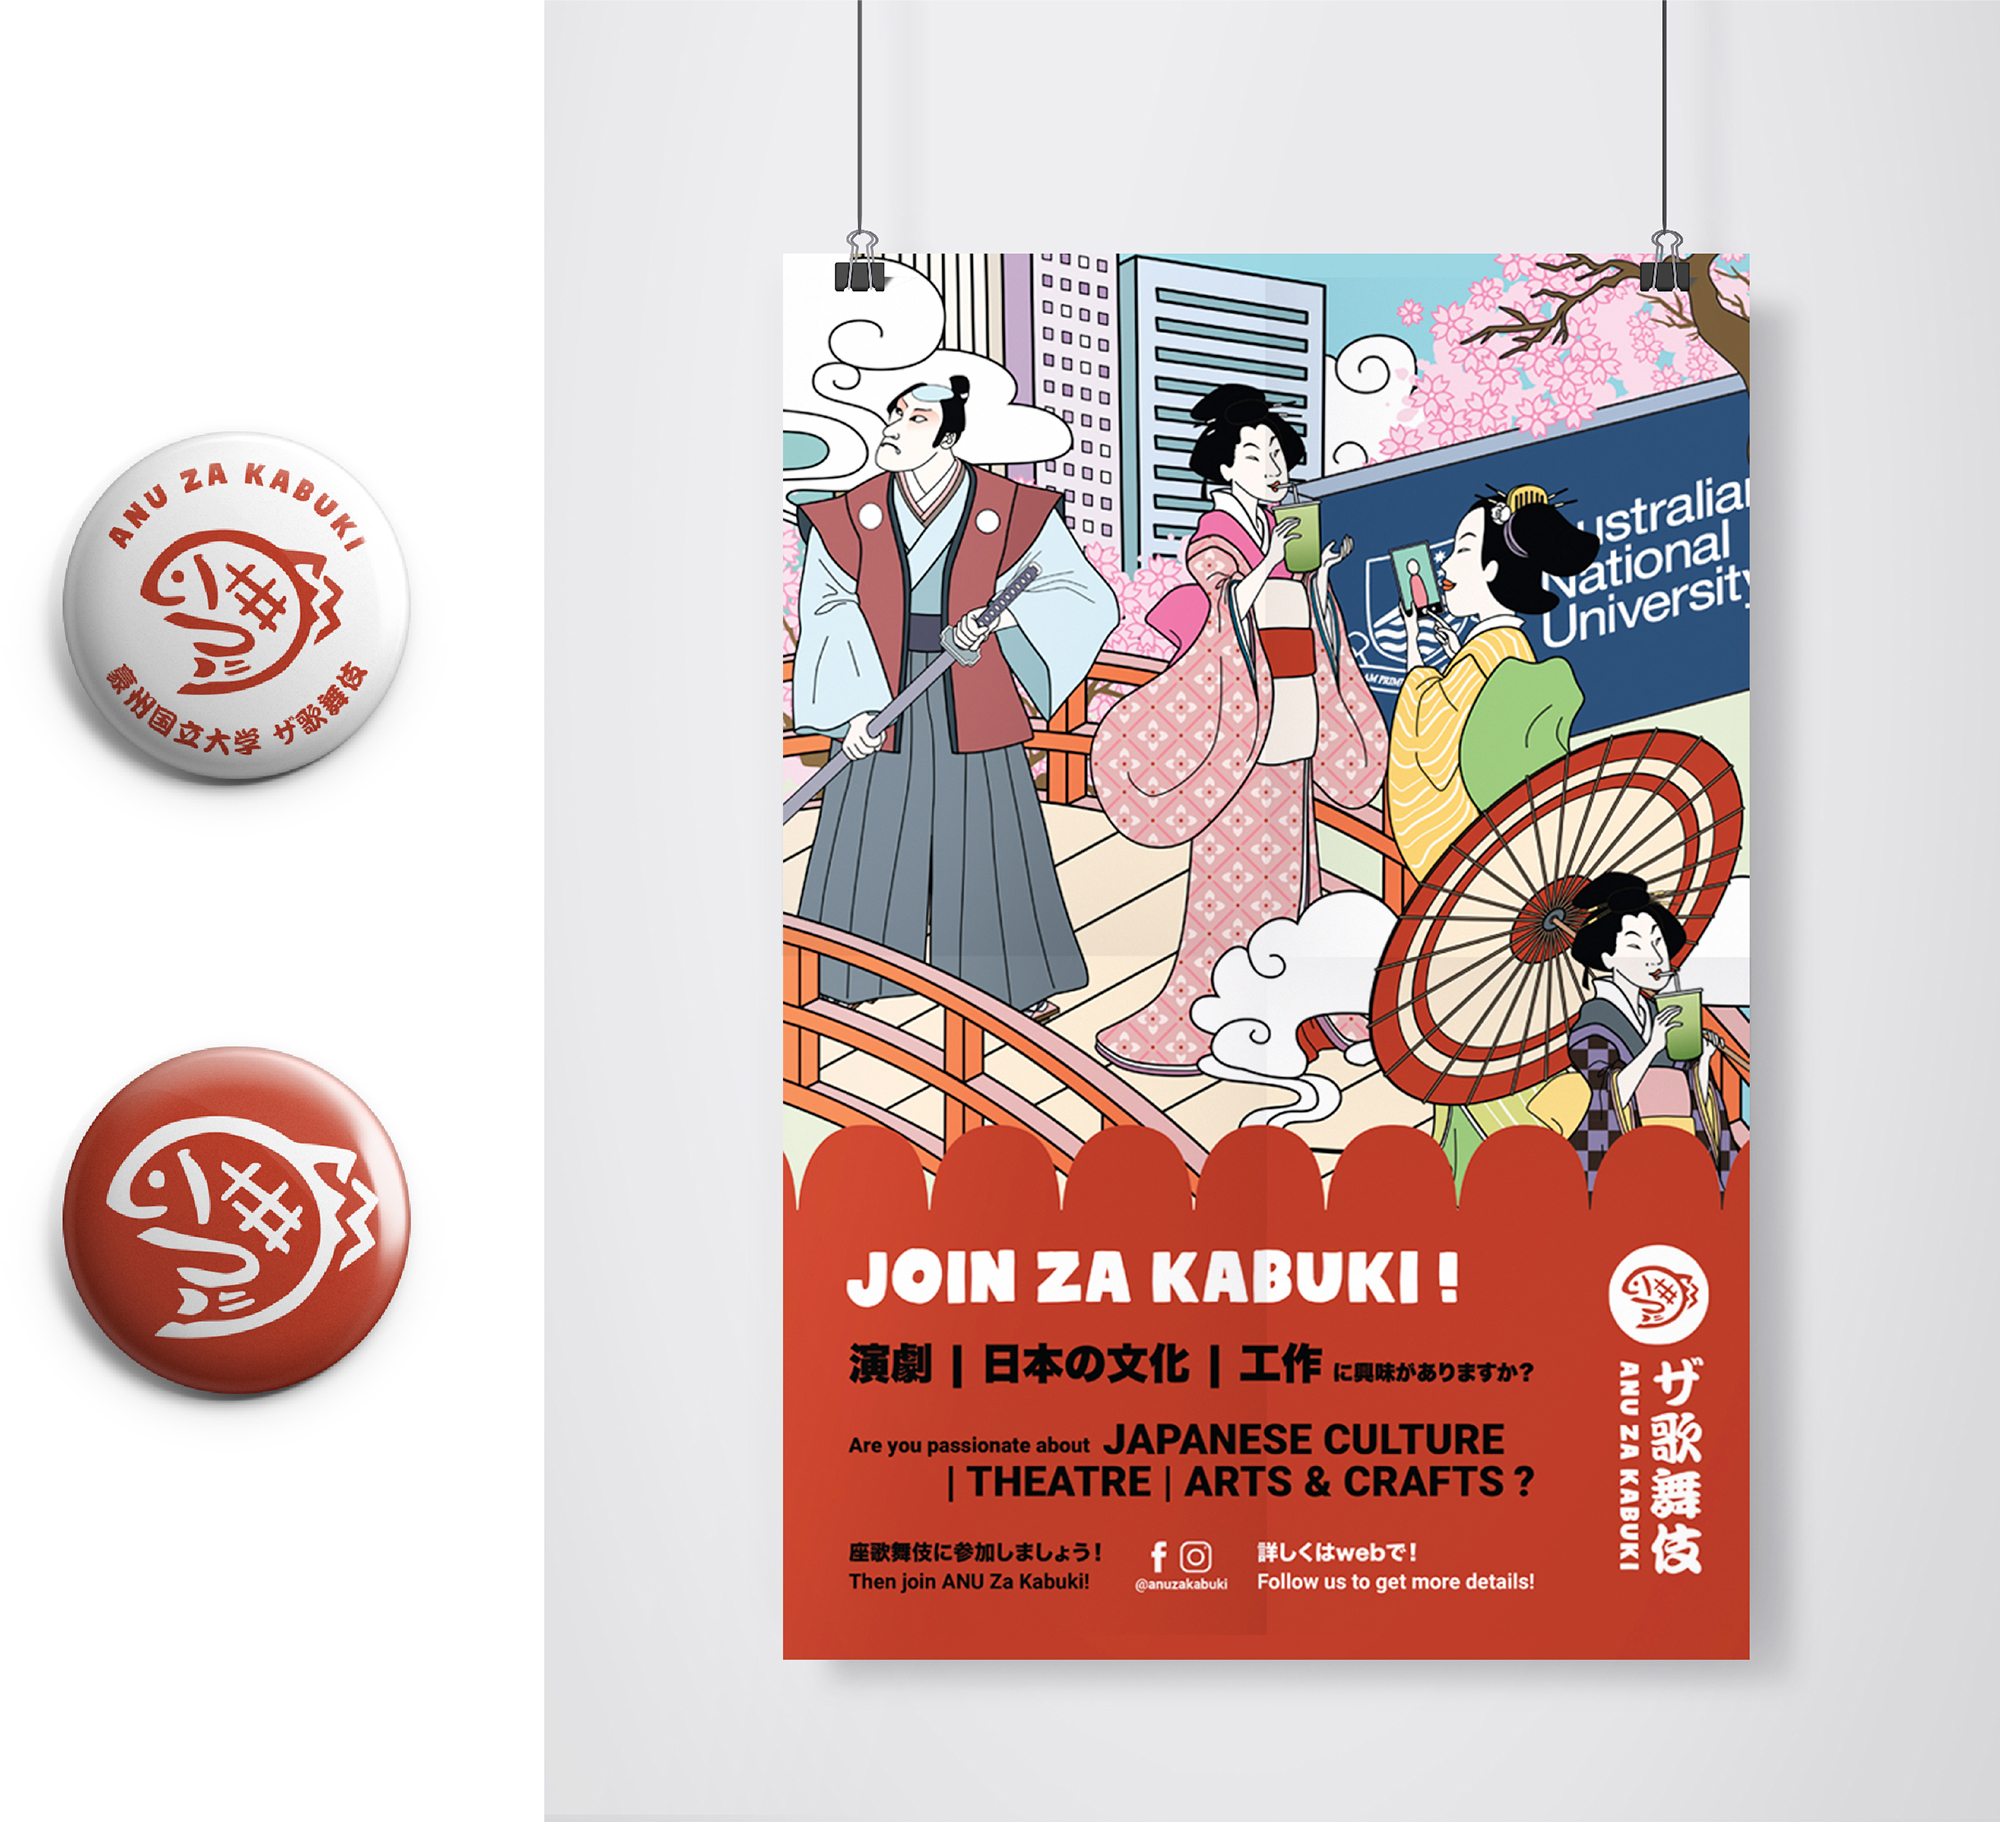 ANU ZA KABUKI
豪州国立大学 ザ歌舞伎
Australian
National
University
JOIN ZA KABUKI !
演劇 | 日本の文化 | 工作 に興味がありますか?
Are you passionate about JAPANESE CULTURE
| THEATRE | ARTS & CRAFTS ?
座歌舞伎に参加しましょう!
Then join ANU Za Kabuki!
@anuzakabuki
詳しくはwebで!
Follow us to get more details!
ザ歌舞伎
ANU ZA KABUKI